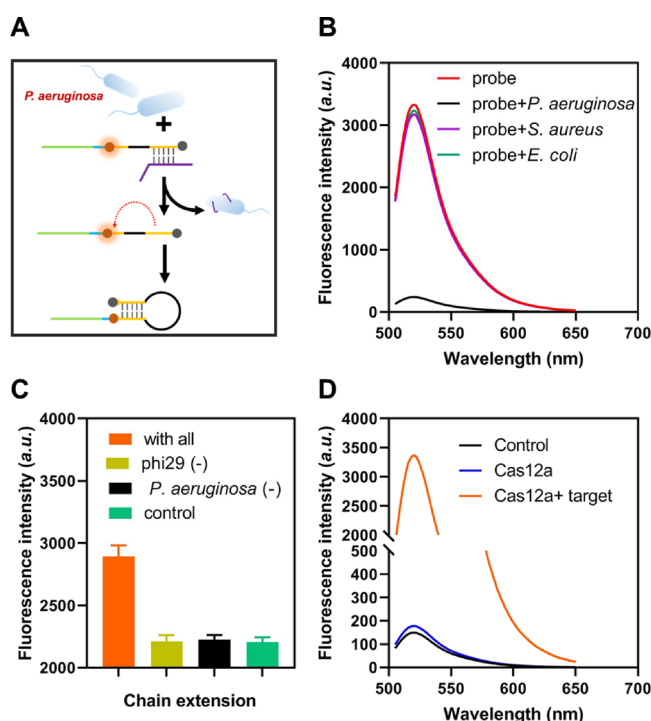 A
P. aeruginosa
+
B
Fluorescence intensity (a.u.)
4000
3000
2000
1000
0
probe
probe+P. aeruginosa
probe+S. aureus
probe+E. coli
500 550 600 650 700
Wavelength (nm)
C
Fluorescence intensity (a.u.)
4000
3500
3000
2500
2000
with all
phi29 (-)
P. aeruginosa (-)
control
Chain extension
D
Fluorescence intensity (a.u.)
4000
3500
3000
2500
2000
500
400
300
200
100
0
Control
Cas12a
Cas12a+ target
500 550 600 650 700
Wavelength (nm)